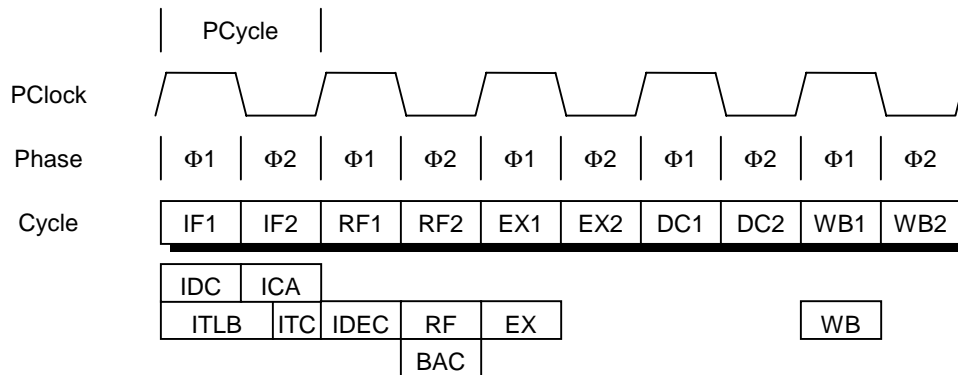 PCycle
PClock
Phase Φ1 Φ2 Φ1 Φ2 Φ1 Φ2 Φ1 Φ2 Φ1 Φ2
Cycle IF1 IF2 RF1 RF2 EX1 EX2 DC1 DC2 WB1 WB2
IDC ICA
ITLB ITC IDEC RF EX WB
BAC